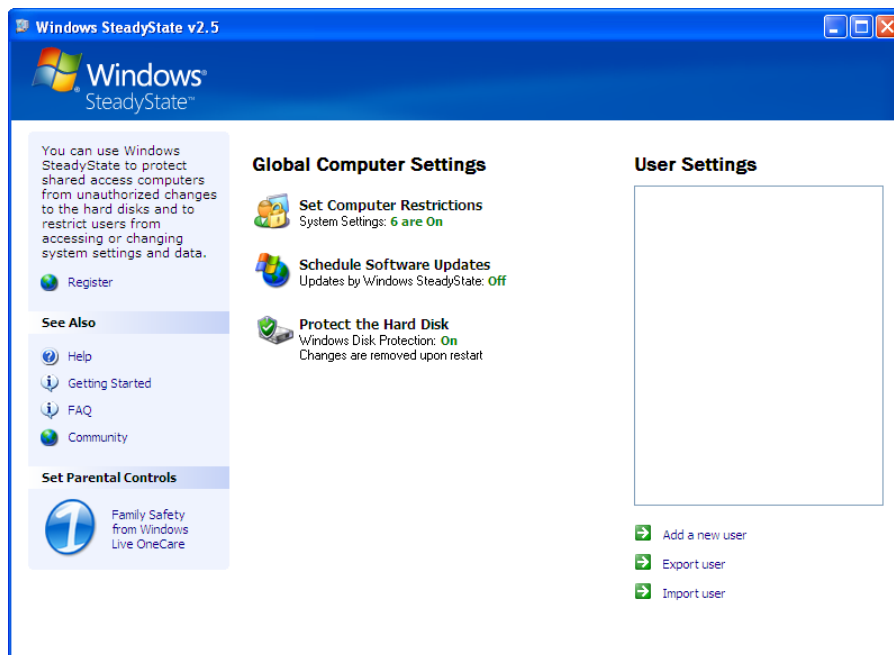 Windows SteadyState v2.5
Windows®
SteadyState™
You can use Windows
SteadyState to protect
shared access computers
from unauthorized changes
to the hard disks and to
restrict users from
accessing or changing
system settings and data.
Register
See Also
Help
Getting Started
FAQ
Community
Set Parental Controls
Family Safety
from Windows
Live OneCare
Global Computer Settings
Set Computer Restrictions
System Settings: 6 are On
Schedule Software Updates
Updates by Windows SteadyState: Off
Protect the Hard Disk
Windows Disk Protection: On
Changes are removed upon restart
User Settings
Add a new user
Export user
Import user